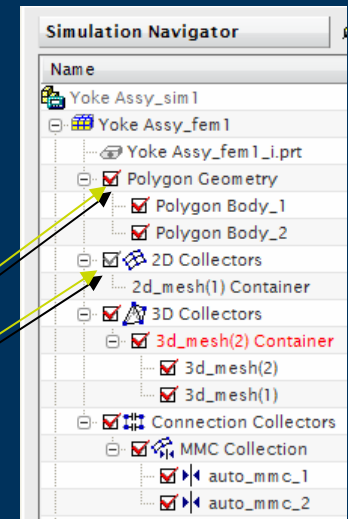 Simulation Navigator
Name
Yoke Assy_sim1
Yoke Assy_fem1
Yoke Assy_fem1_i.prt
Polygon Geometry
Polygon Body_1
Polygon Body_2
2D Collectors
2d_mesh(1) Container
3D Collectors
3d_mesh(2) Container
3d_mesh(2)
3d_mesh(1)
Connection Collectors
MMC Collection
auto_mmc_1
auto_mmc_2